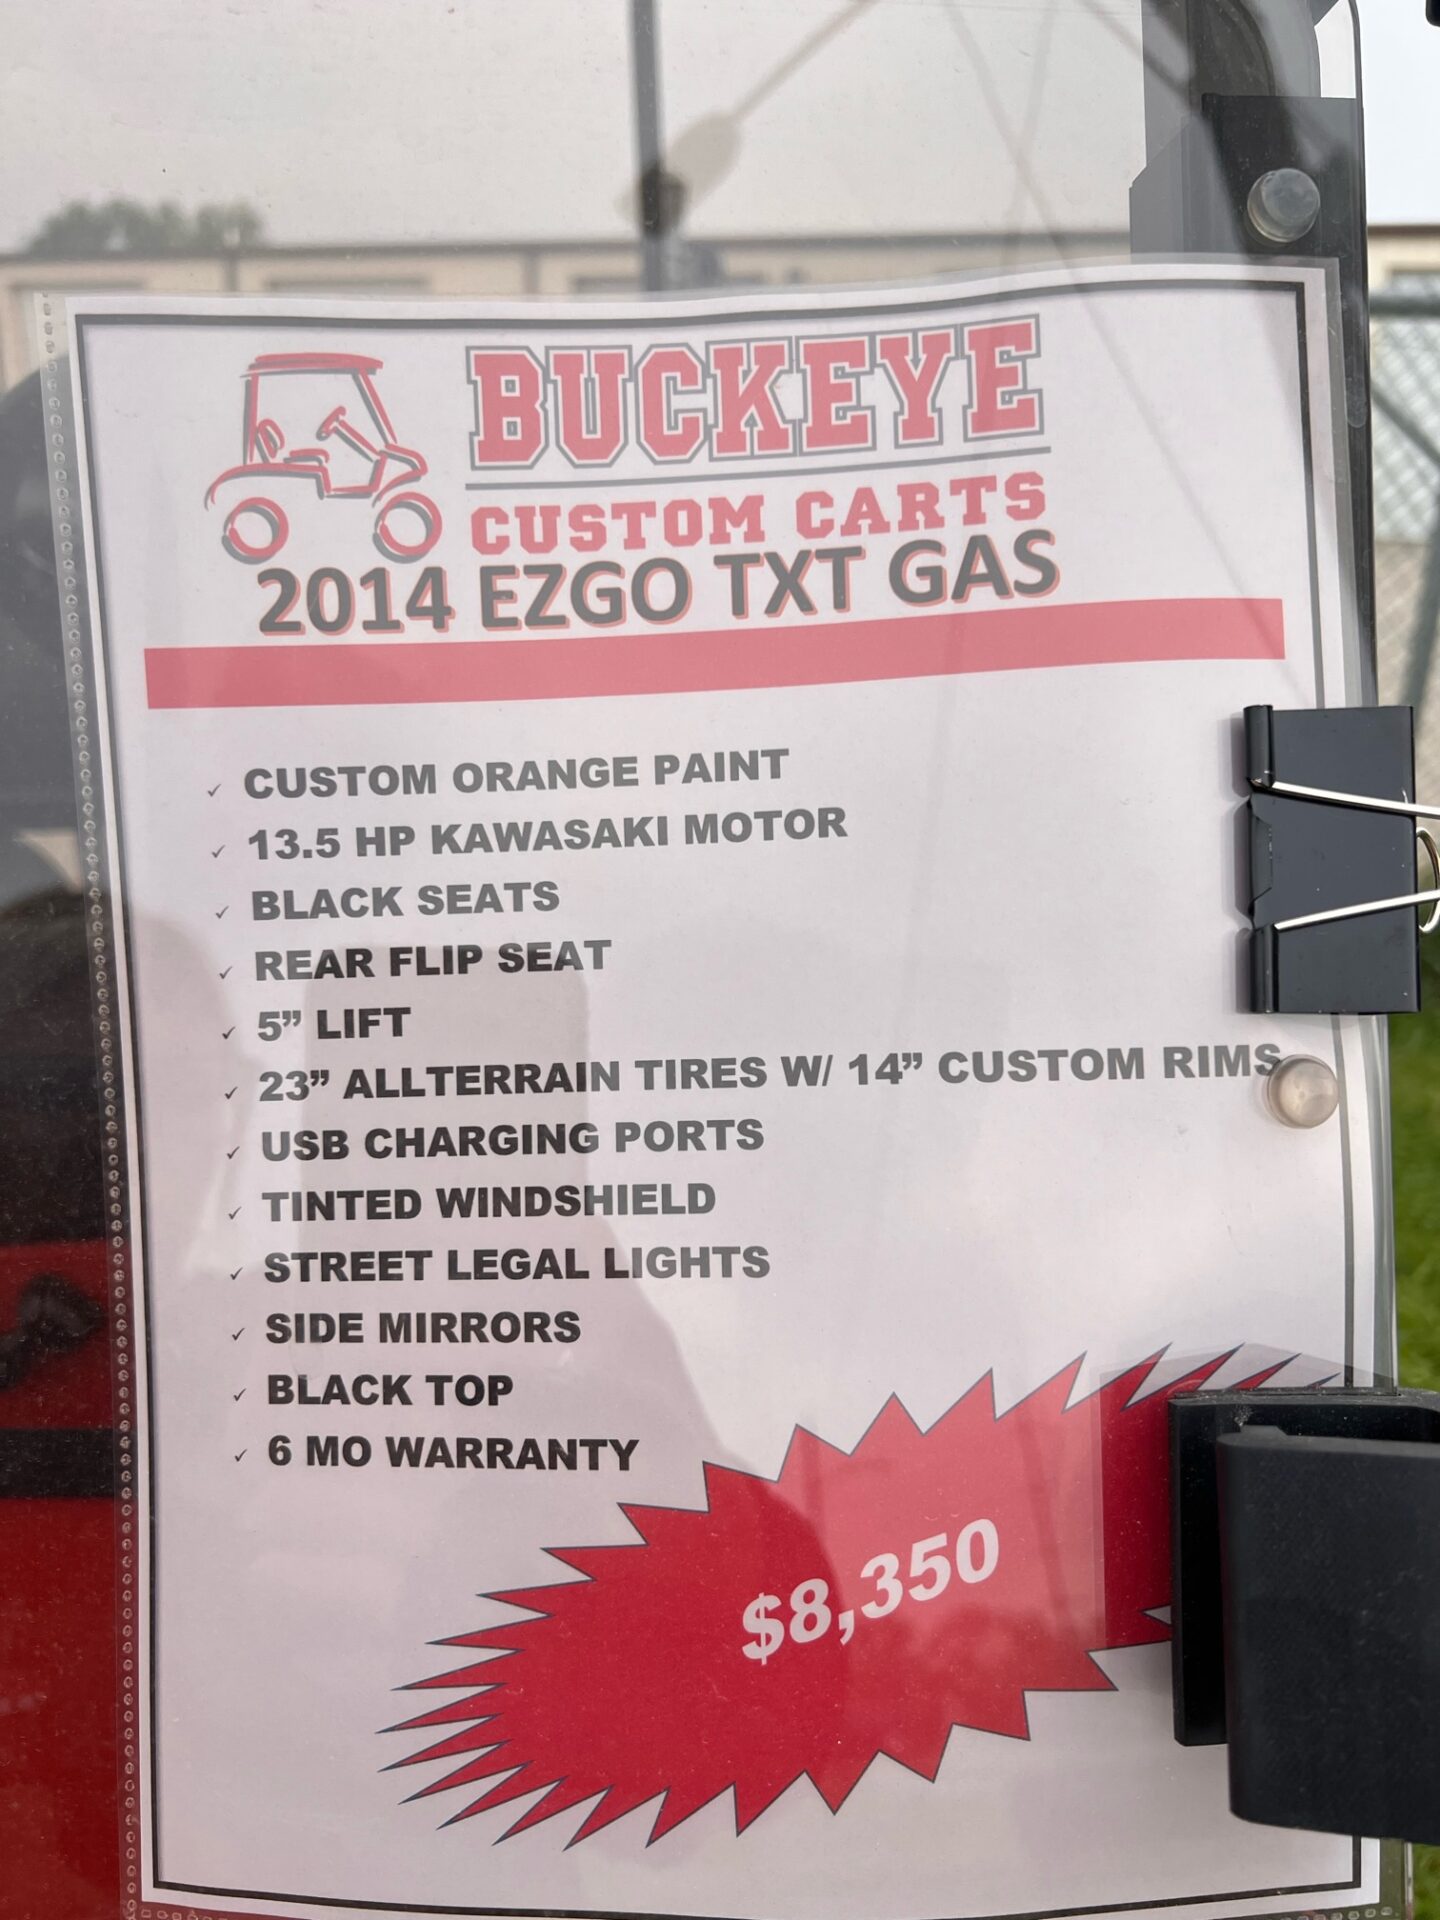 BUCKEYE
CUSTOM CARTS
2014 EZGO TXT GAS
✓ CUSTOM ORANGE PAINT
✓ 13.5 HP KAWASAKI MOTOR
✓ BLACK SEATS
✓ REAR FLIP SEAT
✓ 5” LIFT
✓ 23” ALLTERRAIN TIRES W/ 14” CUSTOM RIMS
✓ USB CHARGING PORTS
✓ TINTED WINDSHIELD
✓ STREET LEGAL LIGHTS
✓ SIDE MIRRORS
✓ BLACK TOP
✓ 6 MO WARRANTY
$8,350